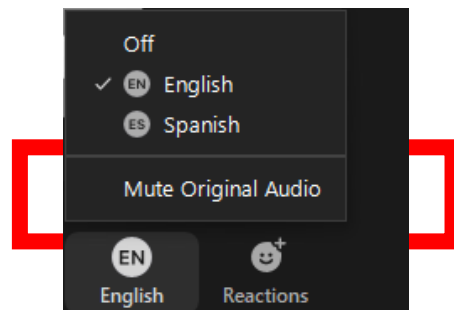 Off
EN English
ES Spanish
Mute Original Audio
EN
English Reactions